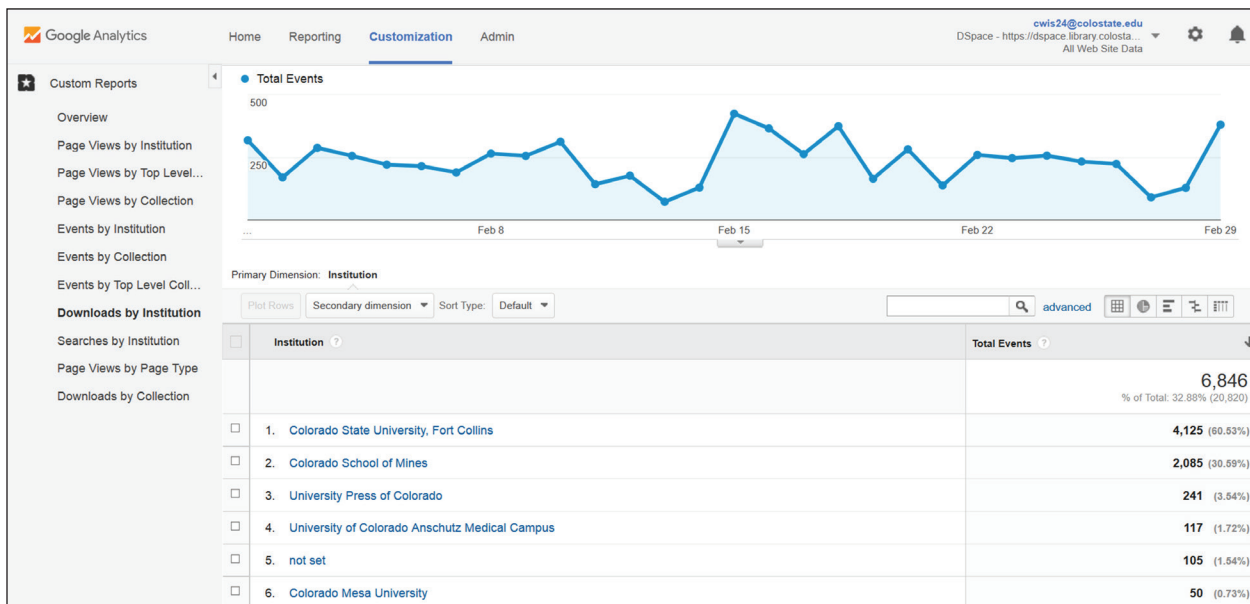 Google Analytics
Home Reporting Customization Admin
cwis24@colostate.edu
DSpace - https://dspace.library.colosta...
All Web Site Data
Custom Reports
Overview
Page Views by Institution
Page Views by Top Level...
Page Views by Collection
Events by Institution
Events by Collection
Events by Top Level Coll...
Downloads by Institution
Searches by Institution
Page Views by Page Type
Downloads by Collection
Total Events
500
250
... Feb 8 Feb 15 Feb 22 Feb 29
Primary Dimension: Institution
Plot Rows Secondary dimension Sort Type: Default advanced
Institution ? Total Events ?
6,846
% of Total: 32.88% (20,820)
1. Colorado State University, Fort Collins 4,125 (60.53%)
2. Colorado School of Mines 2,085 (30.59%)
3. University Press of Colorado 241 (3.54%)
4. University of Colorado Anschutz Medical Campus 117 (1.72%)
5. not set 105 (1.54%)
6. Colorado Mesa University 50 (0.73%)